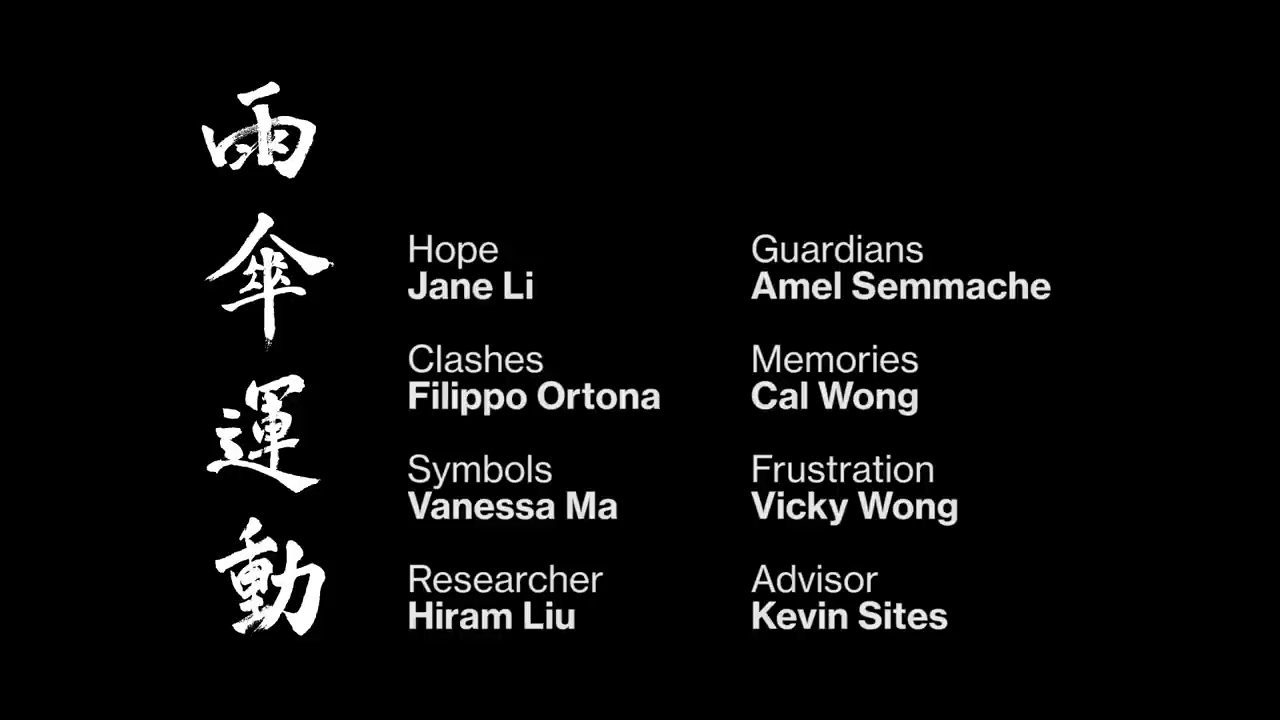 雨傘運動
Hope
Jane Li
Clashes
Filippo Ortona
Symbols
Vanessa Ma
Researcher
Hiram Liu
Guardians
Amel Semmache
Memories
Cal Wong
Frustration
Vicky Wong
Advisor
Kevin Sites